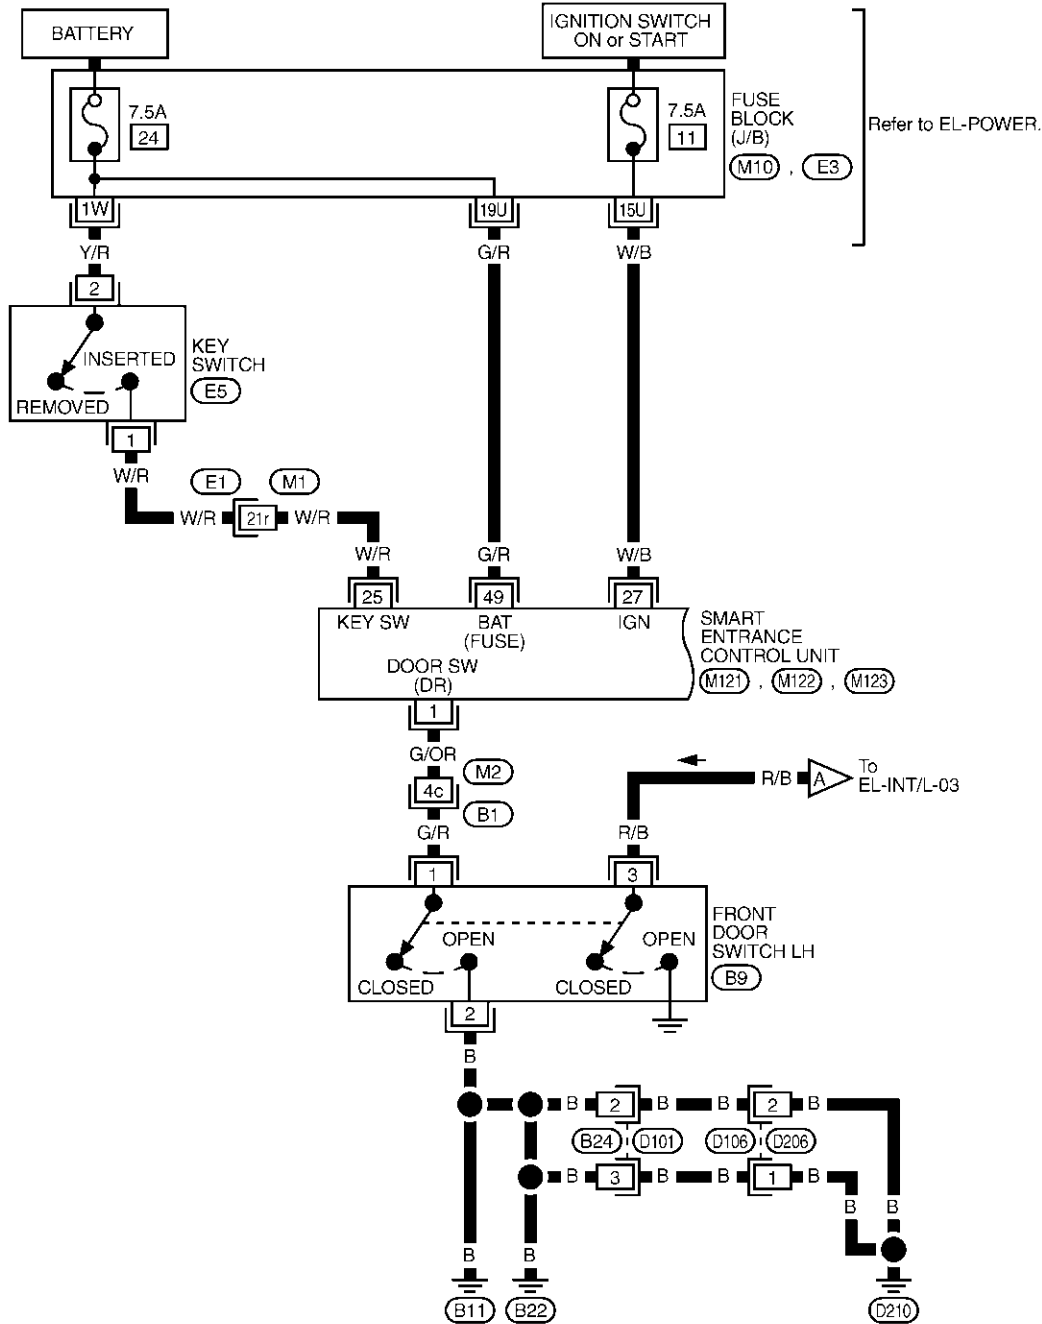 BATTERY
IGNITION SWITCH
ON or START
7.5A
24
7.5A
11
FUSE
BLOCK
(J/B)
M10 , E3
Refer to EL-POWER.
1W
19U
15U
Y/R
G/R
W/B
2
INSERTED
REMOVED
KEY
SWITCH
E5
1
W/R
E1
M1
W/R
21r
W/R
W/R
G/R
W/B
25
49
27
KEY SW
BAT
(FUSE)
IGN
DOOR SW
(DR)
SMART
ENTRANCE
CONTROL UNIT
M121 , M122 , M123
1
G/OR
M2
4c
B1
G/R
R/B
A
To
EL-INT/L-03
R/B
1
3
OPEN
CLOSED
OPEN
CLOSED
FRONT
DOOR
SWITCH LH
B9
2
B
B
2
B
B
2
B
B24
D101
D106
D206
B
3
B
B
1
B
B
B
B
B
B11
B22
D210